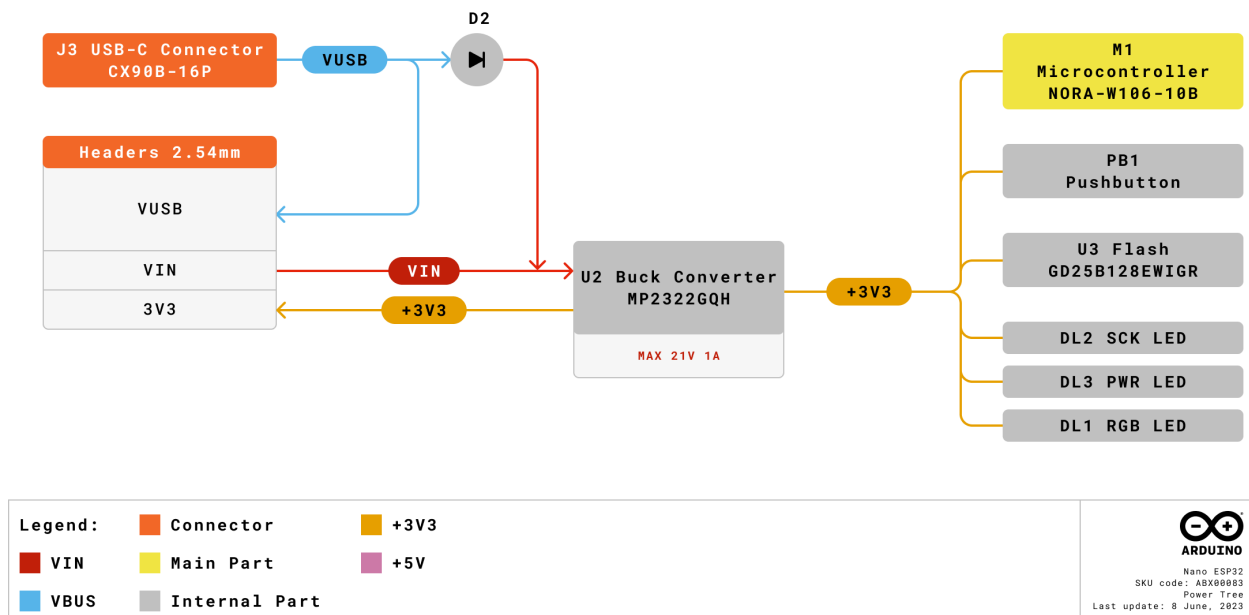 D2
J3 USB-C Connector
CX90B-16P
VUSB
Headers 2.54mm
VUSB
VIN
3V3
VIN
+3V3
U2 Buck Converter
MP2322GQH
MAX 21V 1A
+3V3
M1
Microcontroller
NORA-W106-10B
PB1
Pushbutton
U3 Flash
GD25B128EWIGR
DL2 SCK LED
DL3 PWR LED
DL1 RGB LED
Legend:
VIN
VBUS
Connector
Main Part
Internal Part
+3V3
+5V
ARDUINO
Nano ESP32
SKU code: ABX00083
Power Tree
Last update: 8 June, 2023